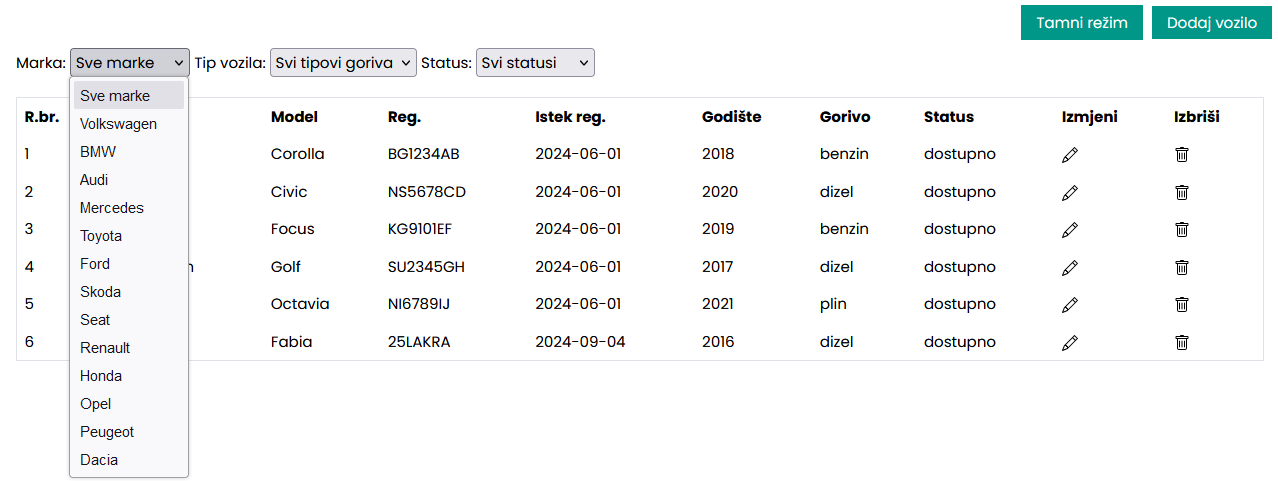 Tamni režim Dodaj vozilo
Marka: Sve marke Tip vozila: Svi tipovi goriva Status: Svi statusi
Sve marke
Volkswagen
BMW
Audi
Mercedes
Toyota
Ford
Skoda
Seat
Renault
Honda
Opel
Peugeot
Dacia
R.br. Model Reg. Istek reg. Godište Gorivo Status Izmjeni Izbriši
1 Corolla BG1234AB 2024-06-01 2018 benzin dostupno
2 Civic NS5678CD 2024-06-01 2020 dizel dostupno
3 Focus KG9101EF 2024-06-01 2019 benzin dostupno
4 Golf SU2345GH 2024-06-01 2017 dizel dostupno
5 Octavia NI6789IJ 2024-06-01 2021 plin dostupno
6 Fabia 25LAKRA 2024-09-04 2016 dizel dostupno